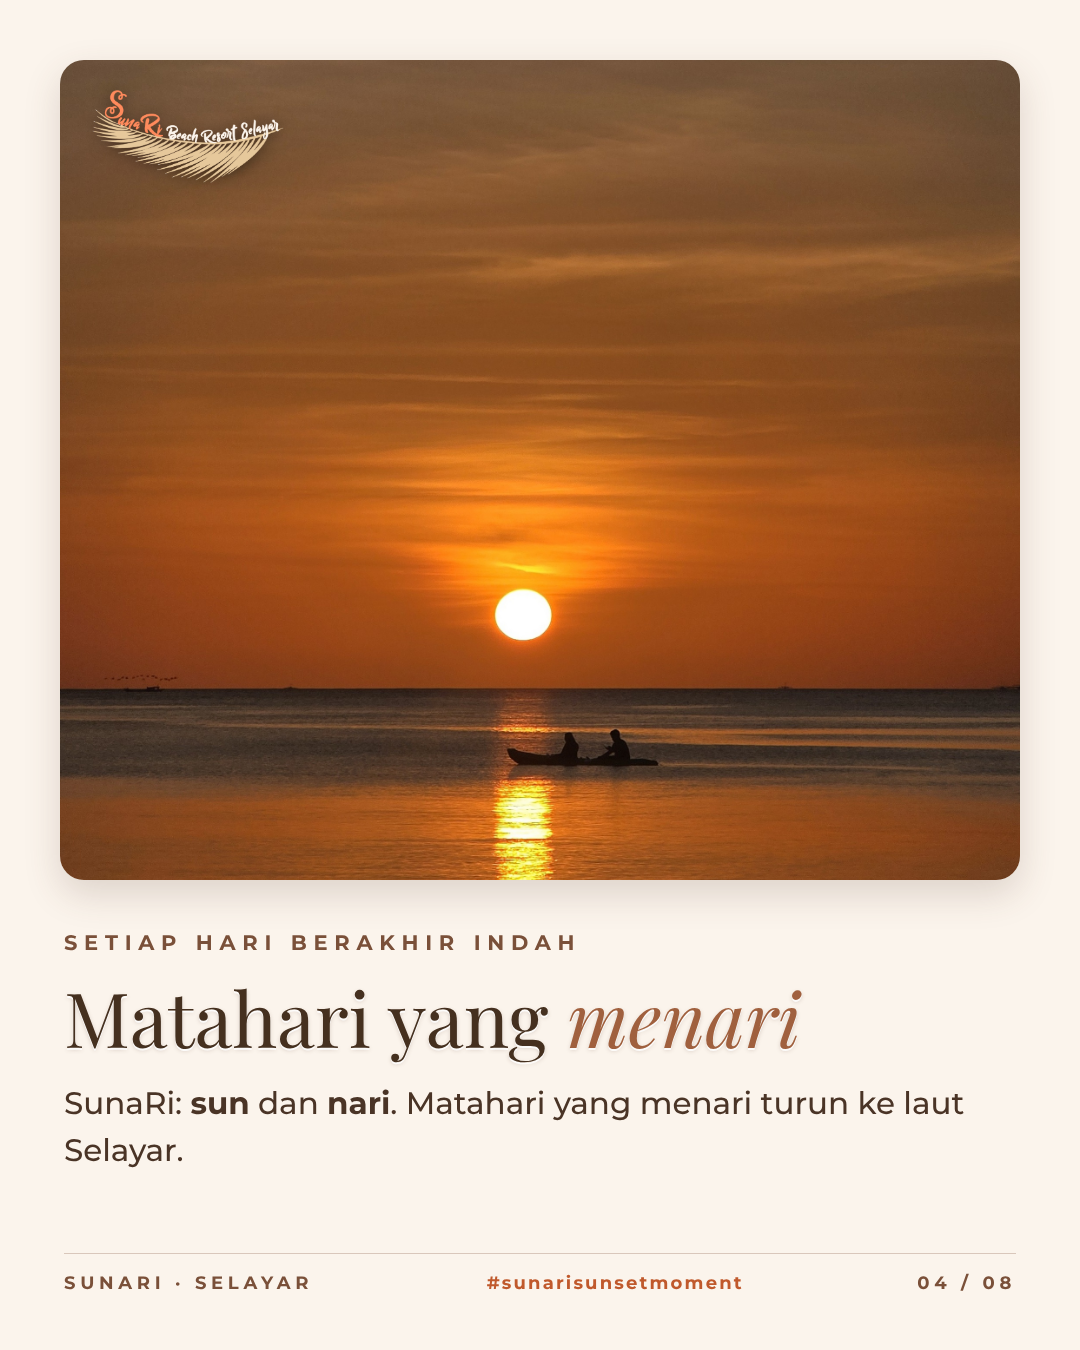 SunaRi Beach Resort Selayar
SETIAP HARI BERAKHIR INDAH
Matahari yang menari
SunaRi: sun dan nari. Matahari yang menari turun ke laut
Selayar.
SUNARI · SELAYAR
#sunarisunsetmoment
04 / 08